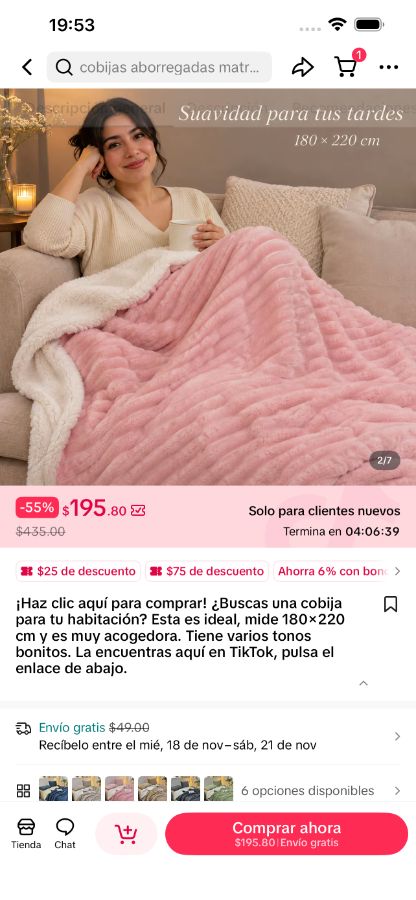 19:53
cobijas aborregadas matr...
1
Suavidad para tus tardes
180 × 220 cm
2/7
-55% $195.80
Solo para clientes nuevos
$435.00
Termina en 04:06:39
$25 de descuento
$75 de descuento
Ahorra 6% con bon
¡Haz clic aquí para comprar! ¿Buscas una cobija
para tu habitación? Esta es ideal, mide 180×220
cm y es muy acogedora. Tiene varios tonos
bonitos. La encuentras aquí en TikTok, pulsa el
enlace de abajo.
Envío gratis $49.00
Recíbelo entre el mié, 18 de nov–sáb, 21 de nov
6 opciones disponibles
Tienda
Chat
Comprar ahora
$195.80|Envío gratis